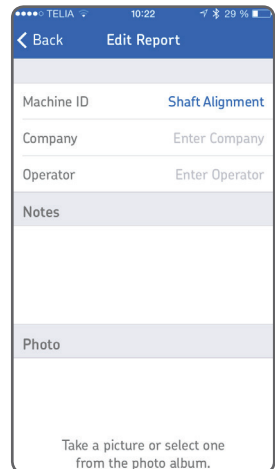 TELIA 10:22 29 %
Back Edit Report
Machine ID Shaft Alignment
Company Enter Company
Operator Enter Operator
Notes
Photo
Take a picture or select one
from the photo album.